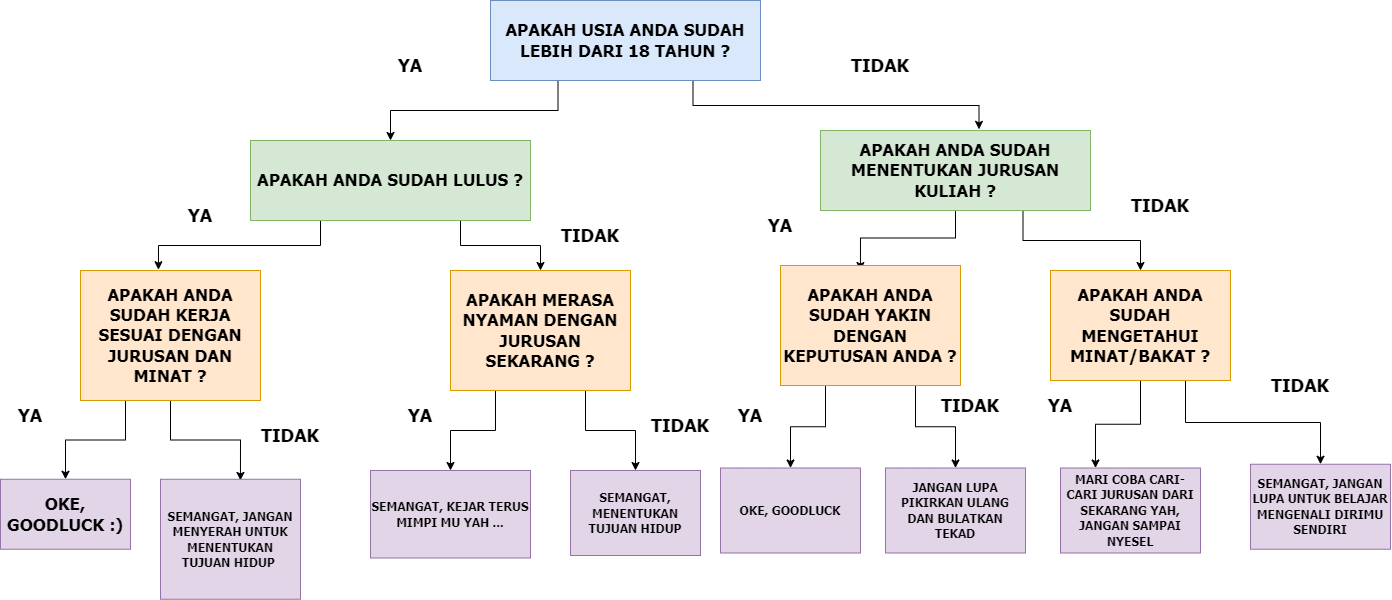 APAKAH USIA ANDA SUDAH
LEBIH DARI 18 TAHUN ?
YA
TIDAK
APAKAH ANDA SUDAH LULUS ?
APAKAH ANDA SUDAH
MENENTUKAN JURUSAN
KULIAH ?
YA
TIDAK
YA
TIDAK
APAKAH ANDA
SUDAH KERJA
SESUAI DENGAN
JURUSAN DAN
MINAT ?
APAKAH MERASA
NYAMAN DENGAN
JURUSAN
SEKARANG ?
APAKAH ANDA
SUDAH YAKIN
DENGAN
KEPUTUSAN ANDA ?
APAKAH ANDA
SUDAH
MENGETAHUI
MINAT/BAKAT ?
YA
TIDAK
YA
TIDAK
YA
TIDAK
YA
TIDAK
OKE,
GOODLUCK :)
SEMANGAT, JANGAN
MENYERAH UNTUK
MENENTUKAN
TUJUAN HIDUP
SEMANGAT, KEJAR TERUS
MIMPI MU YAH ...
SEMANGAT,
MENENTUKAN
TUJUAN HIDUP
OKE, GOODLUCK
JANGAN LUPA
PIKIRKAN ULANG
DAN BULATKAN
TEKAD
MARI COBA CARI-
CARI JURUSAN DARI
SEKARANG YAH,
JANGAN SAMPAI
NYESEL
SEMANGAT, JANGAN
LUPA UNTUK BELAJAR
MENGENALI DIRIMU
SENDIRI